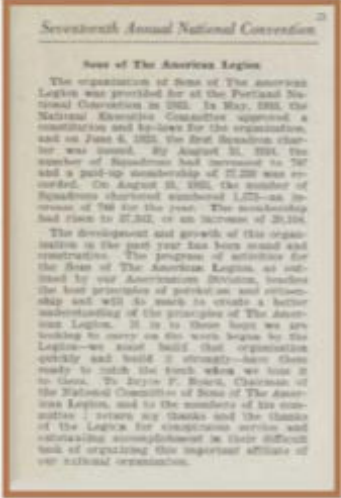 Seventeenth Annual National Convention
Sons of The American Legion
The organization of Sons of The American
Legion was provided for at the Portland Na-
tional Convention in 1932. In May, 1933, the
National Executive Committee approved a
constitution and by-laws for the organization,
and on June 6, 1933, the first Squadron char-
ter was issued. By August 31, 1934, the
number of Squadrons had increased to
and a paid-up membership of was re-
corded. On August 31, 1935, the number of
Squadrons chartered numbered an in-
crease of for the year. The membership
had risen to or an increase of
The development and growth of this organ-
ization in the past year has been sound and
constructive. The program of activities for
the Sons of The American Legion, as out-
lined by our Americanism Division, teaches
the best principles of patriotism and citizen-
ship and will do much to create a better
understanding of the principles of The Amer-
ican Legion. It is to these boys we are
looking to carry on the work begun by the
Legion—we must build that organization
quickly and build it strongly—have them
ready to catch the torch when we toss it
to them. To Chairman of
the National Committee of Sons of The Amer-
ican Legion, and to the members of his com-
mittee I return my thanks and the thanks
of the Legion for conspicuous service and
outstanding accomplishment in their difficult
task of organizing this important affiliate of
our national organization.